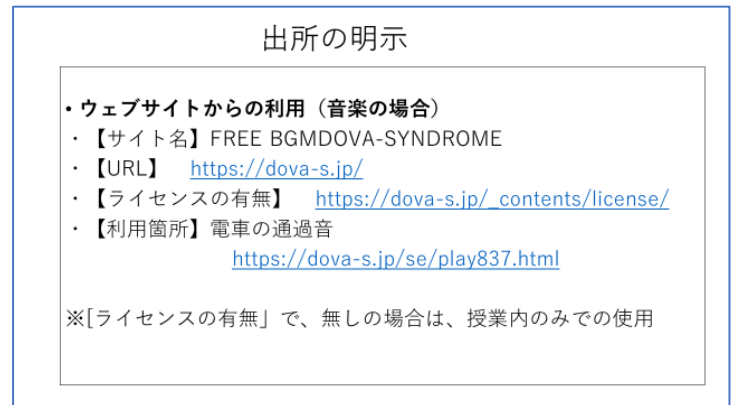 出所の明示
・ウェブサイトからの利用（音楽の場合）
・【サイト名】FREE BGMDOVA-SYNDROME
・【URL】　https://dova-s.jp/
・【ライセンスの有無】　https://dova-s.jp/_contents/license/
・【利用箇所】電車の通過音
https://dova-s.jp/se/play837.html
※[ライセンスの有無」で、無しの場合は、授業内のみでの使用